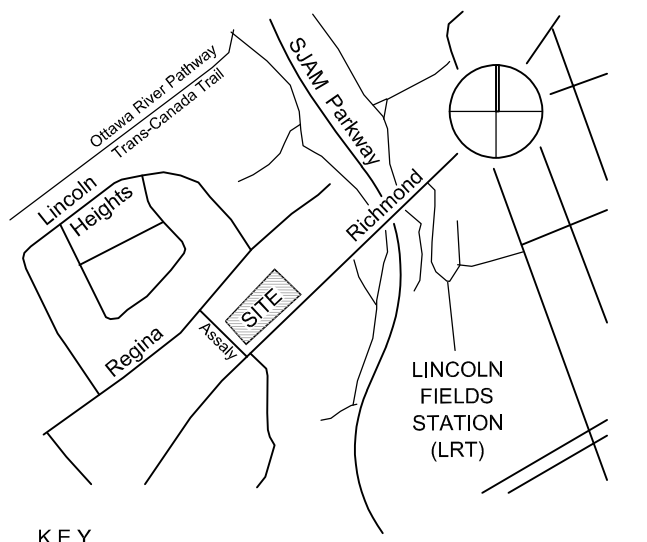 SJAM Parkway
Ottawa River Pathway
Trans-Canada Trail
Lincoln
Heights
Richmond
SITE
Assaly
Regina
LINCOLN
FIELDS
STATION
(LRT)
KEY